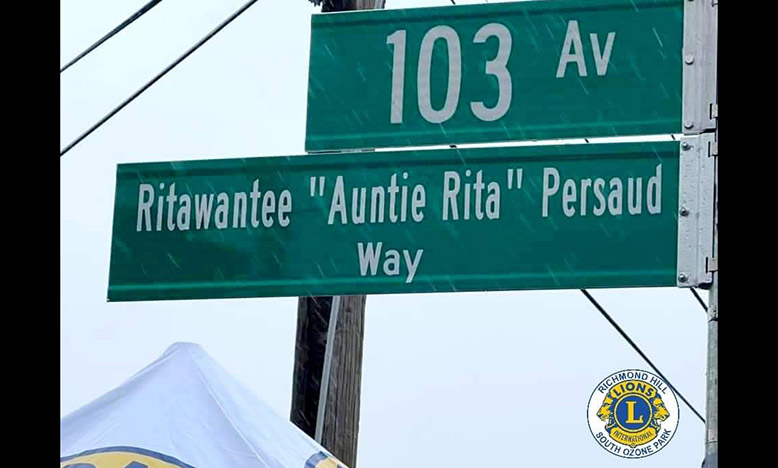 103 Av
Ritawantee "Auntie Rita" Persaud
Way
RICHMOND HILL
LIONS
L
INTERNATIONAL
SOUTH OZONE PARK